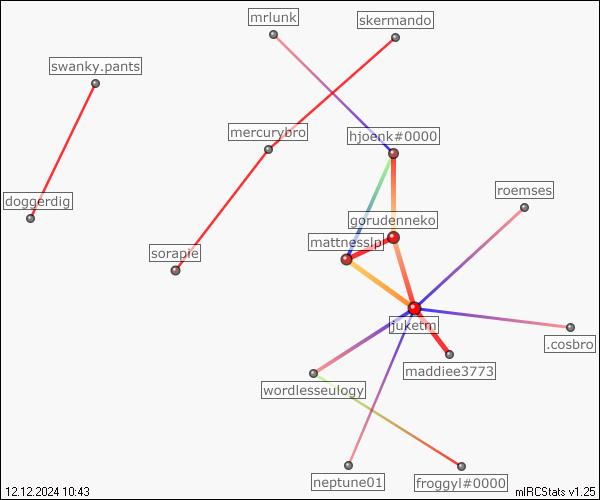 mrlunk
skermando
swanky.pants
mercurybro
hjoenk#0000
roemses
doggerdig
gorudenneko
mattnesslp
sorapie
juketm
.cosbro
maddiee3773
wordlesseulogy
neptune01
froggyl#0000
12.12.2024 10:43
mIRCStats v1.25